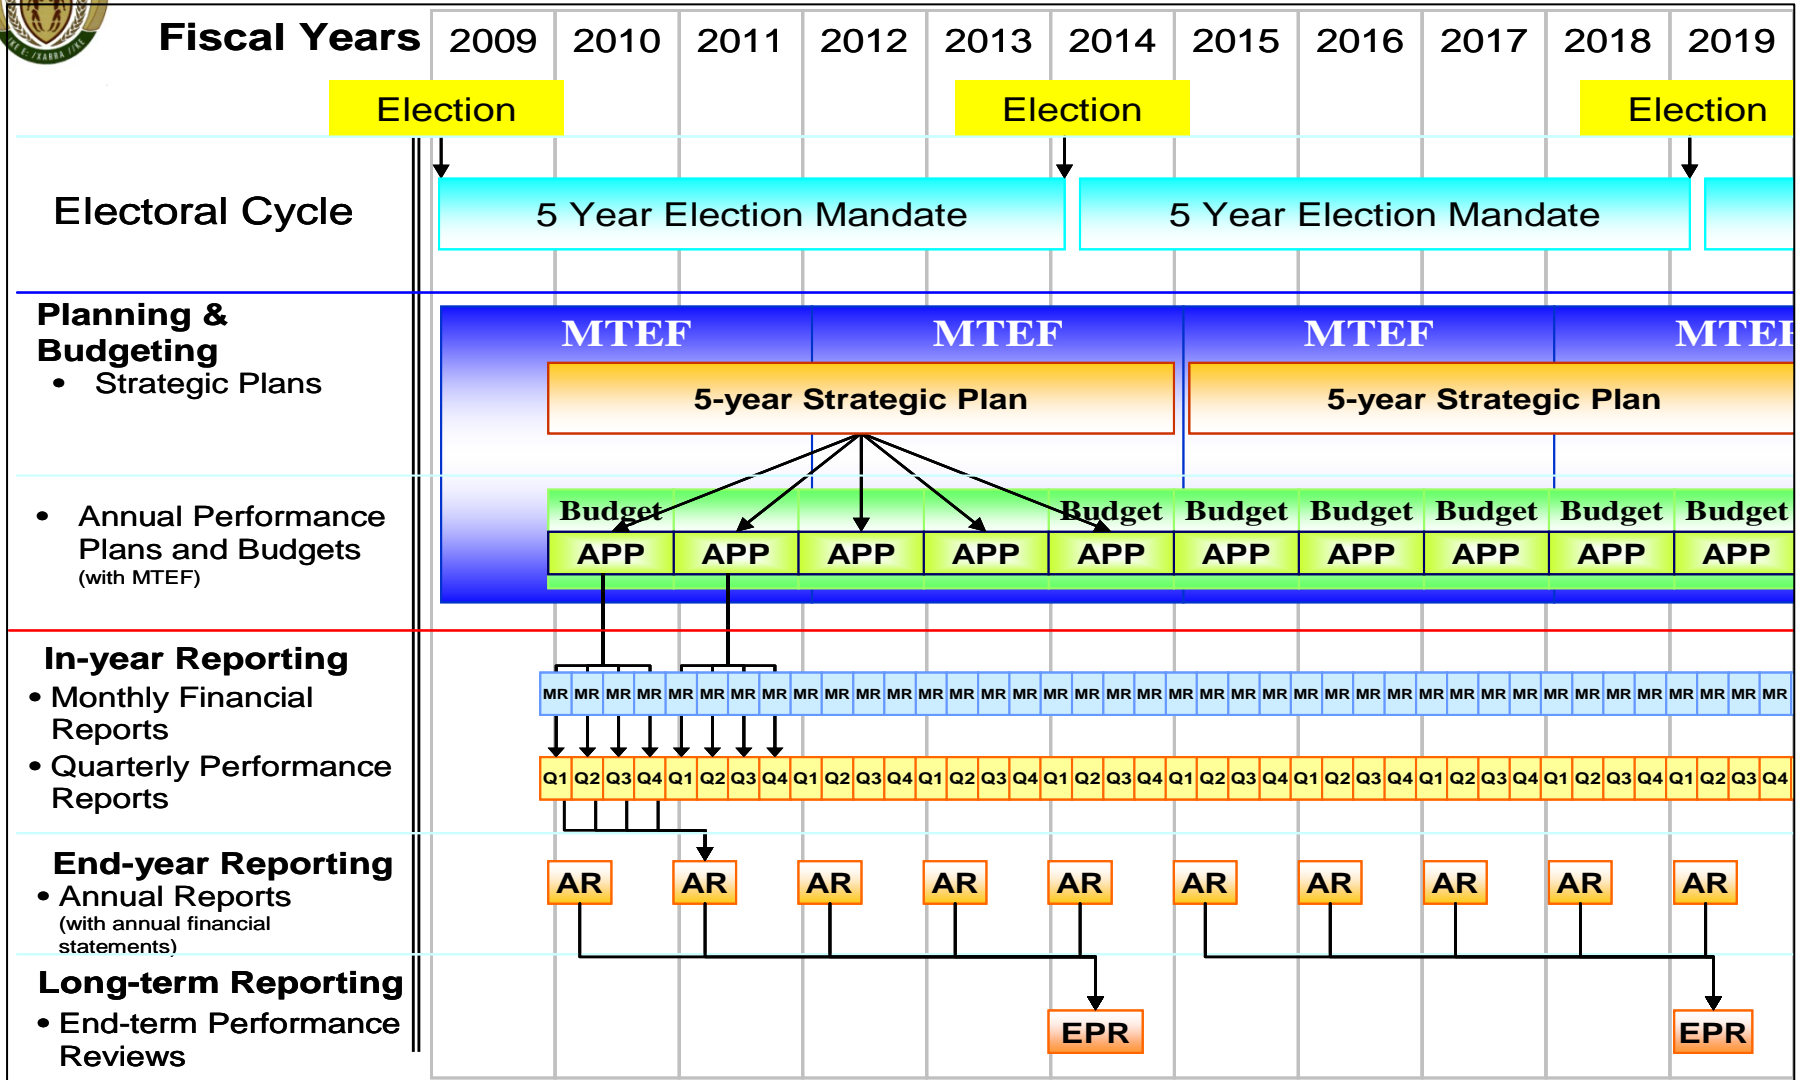 !KE E: /XARRA //KE
Fiscal Years 2009 2010 2011 2012 2013 2014 2015 2016 2017 2018 2019
Election Election Election
Electoral Cycle 5 Year Election Mandate 5 Year Election Mandate
Planning &
Budgeting
MTEF MTEF MTEF MTEF
• Strategic Plans
5-year Strategic Plan 5-year Strategic Plan
Budget Budget Budget Budget Budget Budget Budget
• Annual Performance
Plans and Budgets
(with MTEF)
APP APP APP APP APP APP APP APP APP APP
In-year Reporting
• Monthly Financial
Reports
MR MR MR MR MR MR MR MR MR MR MR MR MR MR MR MR MR MR MR MR MR MR MR MR MR MR MR MR MR MR MR MR MR MR MR MR MR MR MR MR
• Quarterly Performance
Reports
Q1 Q2 Q3 Q4 Q1 Q2 Q3 Q4 Q1 Q2 Q3 Q4 Q1 Q2 Q3 Q4 Q1 Q2 Q3 Q4 Q1 Q2 Q3 Q4 Q1 Q2 Q3 Q4 Q1 Q2 Q3 Q4 Q1 Q2 Q3 Q4 Q1 Q2 Q3 Q4
End-year Reporting
• Annual Reports
(with annual financial
statements)
AR AR AR AR AR AR AR AR AR AR
Long-term Reporting
• End-term Performance
Reviews
EPR EPR